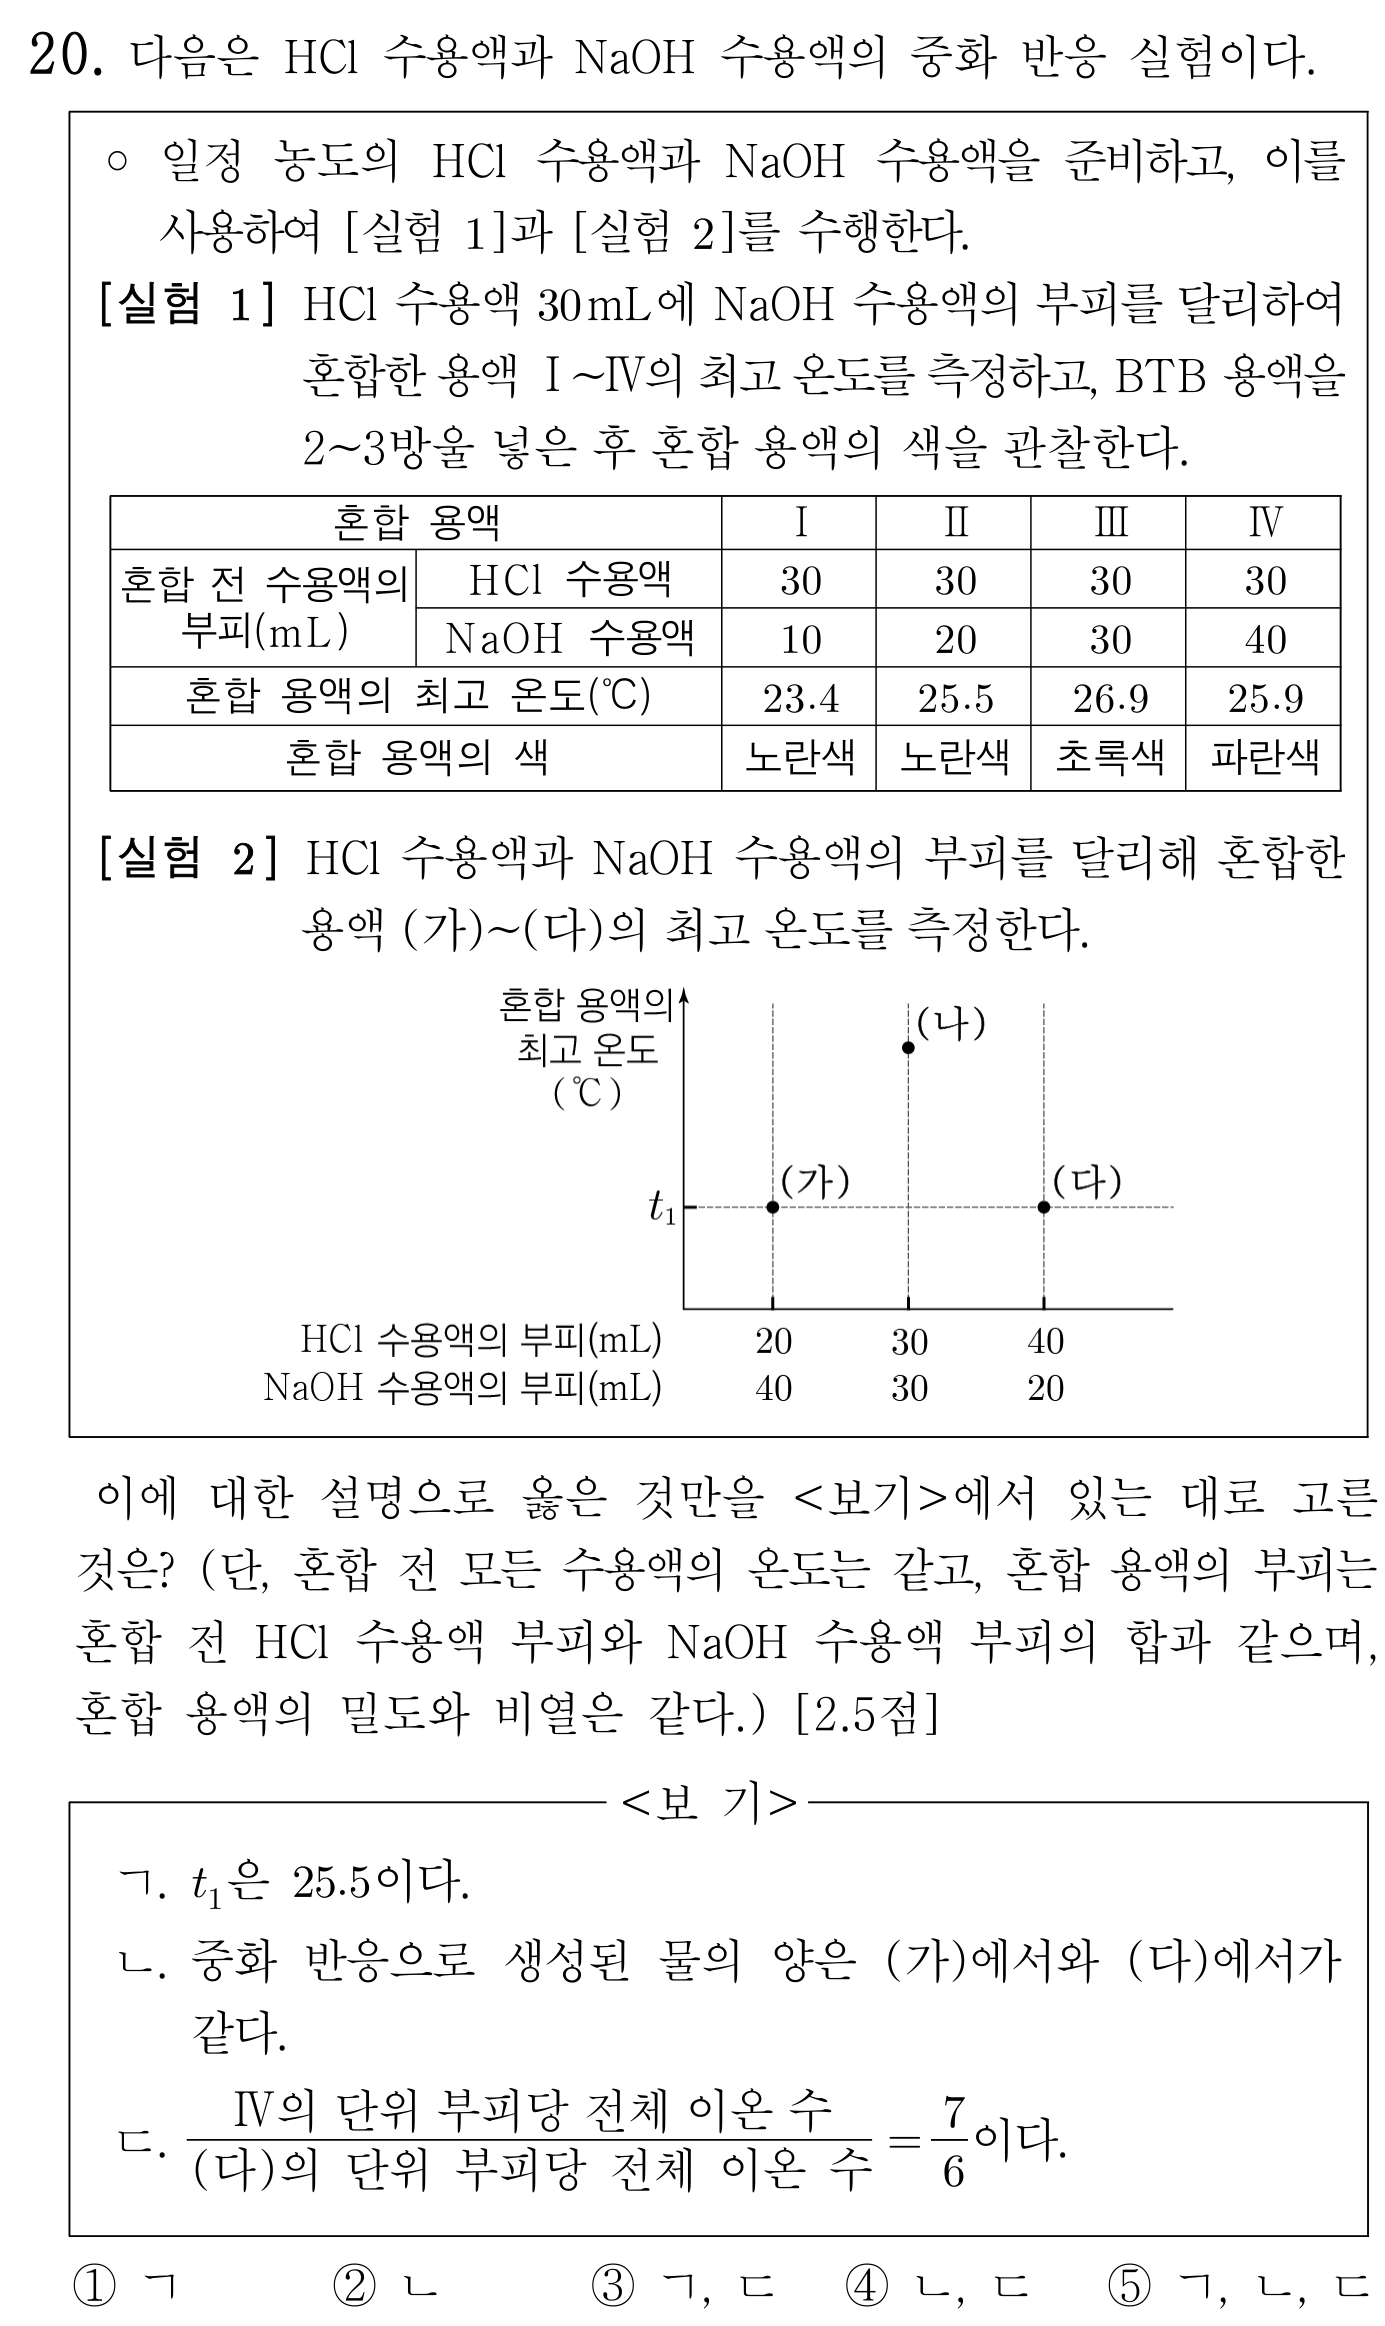 20. 다음은 HCl 수용액과 NaOH 수용액의 중화 반응 실험이다.
○ 일정 농도의 HCl 수용액과 NaOH 수용액을 준비하고, 이를
사용하여 [실험 1]과 [실험 2]를 수행한다.
[실험 1] HCl 수용액 30mL에 NaOH 수용액의 부피를 달리하여
혼합한 용액 Ⅰ~Ⅳ의 최고 온도를 측정하고, BTB 용액을
2~3방울 넣은 후 혼합 용액의 색을 관찰한다.
혼합 용액 Ⅰ Ⅱ Ⅲ Ⅳ
혼합 전 수용액의 부피(mL) HCl 수용액 30 30 30 30
NaOH 수용액 10 20 30 40
혼합 용액의 최고 온도(℃) 23.4 25.5 26.9 25.9
혼합 용액의 색 노란색 노란색 초록색 파란색
[실험 2] HCl 수용액과 NaOH 수용액의 부피를 달리해 혼합한
용액 (가)~(다)의 최고 온도를 측정한다.
혼합 용액의
최고 온도
(℃)
(나)
(가) (다)
t₁
HCl 수용액의 부피(mL) 20 30 40
NaOH 수용액의 부피(mL) 40 30 20
이에 대한 설명으로 옳은 것만을 <보기>에서 있는 대로 고른
것은? (단, 혼합 전 모든 수용액의 온도는 같고, 혼합 용액의 부피는
혼합 전 HCl 수용액 부피와 NaOH 수용액 부피의 합과 같으며,
혼합 용액의 밀도와 비열은 같다.) [2.5점]
<보 기>
ㄱ. t₁은 25.5이다.
ㄴ. 중화 반응으로 생성된 물의 양은 (가)에서와 (다)에서가
같다.
ㄷ. Ⅳ의 단위 부피당 전체 이온 수 / (다)의 단위 부피당 전체 이온 수 = 7/6이다.
① ㄱ ② ㄴ ③ ㄱ, ㄷ ④ ㄴ, ㄷ ⑤ ㄱ, ㄴ, ㄷ